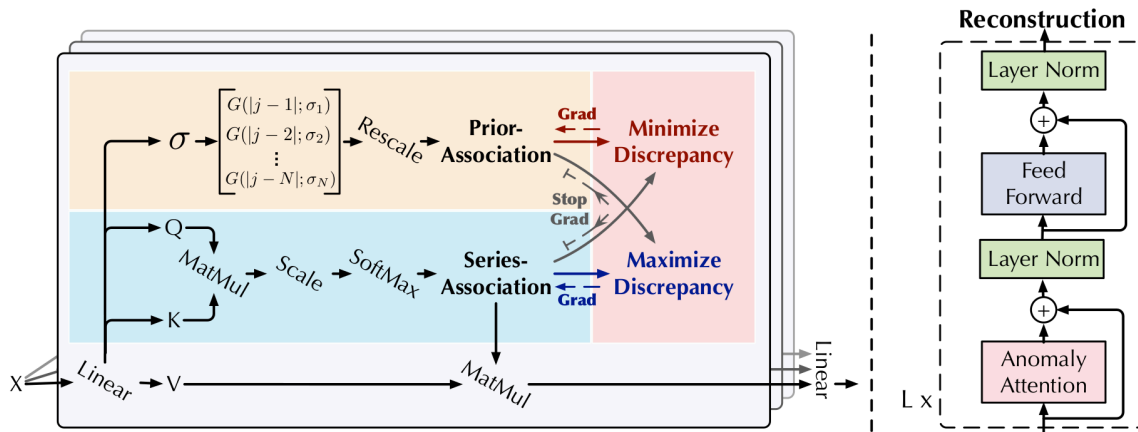 X
Linear
σ
G(|j − 1|; σ₁)
G(|j − 2|; σ₂)
⋮
G(|j − N|; σ_N)
Rescale
Prior-
Association
Grad
Minimize
Discrepancy
Stop
Grad
Q
K
MatMul
Scale
SoftMax
Series-
Association
Grad
Maximize
Discrepancy
V
MatMul
Linear
Reconstruction
Layer Norm
+
Feed
Forward
Layer Norm
+
Anomaly
Attention
L x